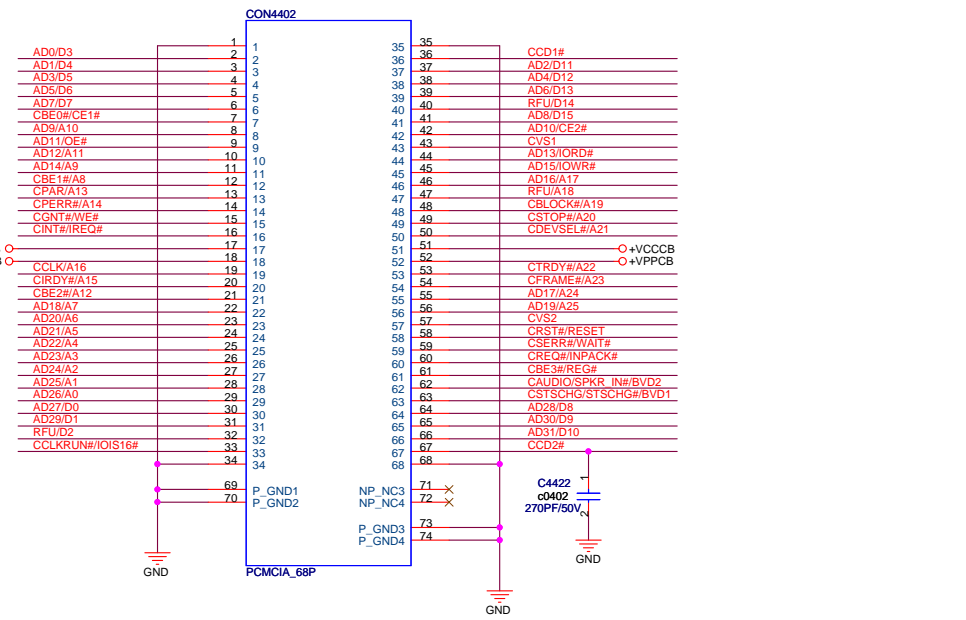 CON4402
1 1 35 35
AD0/D3 2 2 36 36 CCD1#
AD1/D4 3 3 37 37 AD2/D11
AD3/D5 4 4 38 38 AD4/D12
AD5/D6 5 5 39 39 AD6/D13
AD7/D7 6 6 40 40 RFU/D14
CBE0#/CE1# 7 7 41 41 AD8/D15
AD9/A10 8 8 42 42 AD10/CE2#
AD11/OE# 9 9 43 43 CVS1
AD12/A11 10 10 44 44 AD13/IORD#
AD14/A9 11 11 45 45 AD15/IOWR#
CBE1#/A8 12 12 46 46 AD16/A17
CPAR/A13 13 13 47 47 RFU/A18
CPERR#/A14 14 14 48 48 CBLOCK#/A19
CGNT#/WE# 15 15 49 49 CSTOP#/A20
CINT#/IREQ# 16 16 50 50 CDEVSEL#/A21
17 17 51 51 +VCCCB
18 18 52 52 +VPPCB
CCLK/A16 19 19 53 53 CTRDY#/A22
CIRDY#/A15 20 20 54 54 CFRAME#/A23
CBE2#/A12 21 21 55 55 AD17/A24
AD18/A7 22 22 56 56 AD19/A25
AD20/A6 23 23 57 57 CVS2
AD21/A5 24 24 58 58 CRST#/RESET
AD22/A4 25 25 59 59 CSERR#/WAIT#
AD23/A3 26 26 60 60 CREQ#/INPACK#
AD24/A2 27 27 61 61 CBE3#/REG#
AD25/A1 28 28 62 62 CAUDIO/SPKR_IN#/BVD2
AD26/A0 29 29 63 63 CSTSCHG/STSCHG#/BVD1
AD27/D0 30 30 64 64 AD28/D8
AD29/D1 31 31 65 65 AD30/D9
RFU/D2 32 32 66 66 AD31/D10
CCLKRUN#/IOIS16# 33 33 67 67 CCD2#
34 34 68 68
69 P_GND1 NP_NC3 71
70 P_GND2 NP_NC4 72
P_GND3 73
P_GND4 74
1
C4422
c0402
270PF/50V
2
GND
GND
PCMCIA_68P
GND